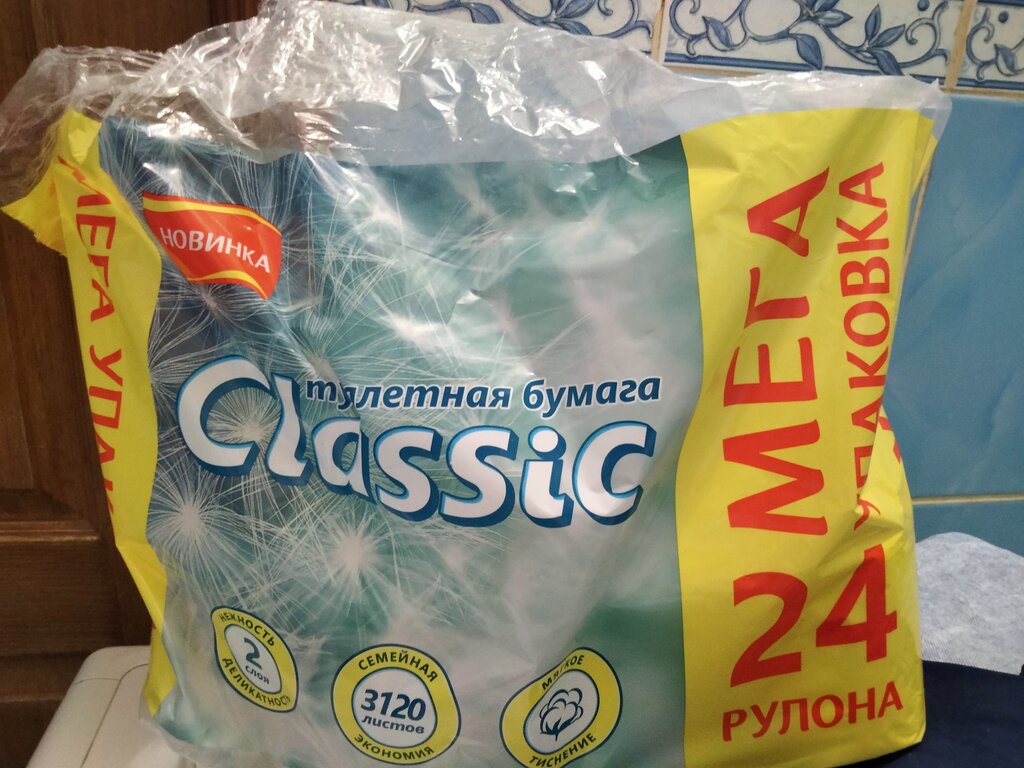 НОВИНКА
туалетная бумага
Classic
НЕЖНОСТЬ
2
слоя
ДЕЛИКАТНОСТЬ
СЕМЕЙНАЯ
3120
листов
ЭКОНОМИЯ
МЯГКОЕ
ТИСНЕНИЕ
МЕГА
УПАКОВКА
24
РУЛОНА
МЕГА УПА